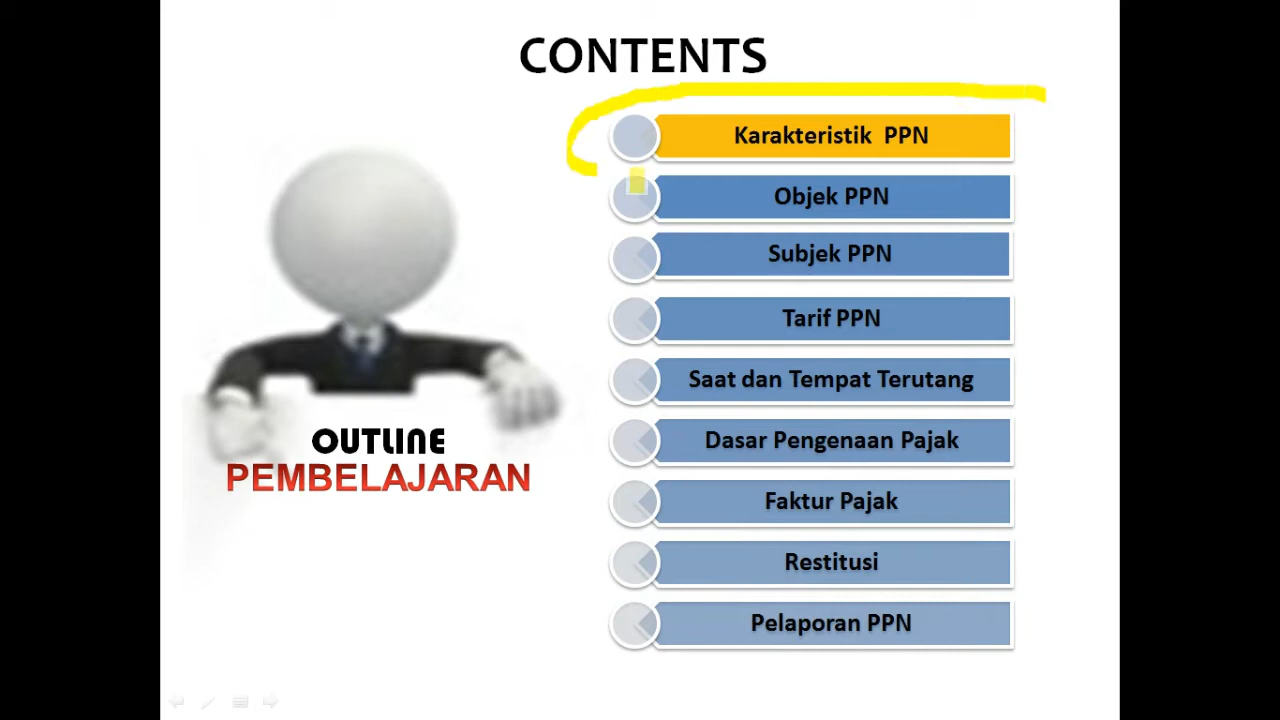 CONTENTS
Karakteristik PPN
Objek PPN
Subjek PPN
Tarif PPN
Saat dan Tempat Terutang
Dasar Pengenaan Pajak
Faktur Pajak
Restitusi
Pelaporan PPN
OUTLINE
PEMBELAJARAN